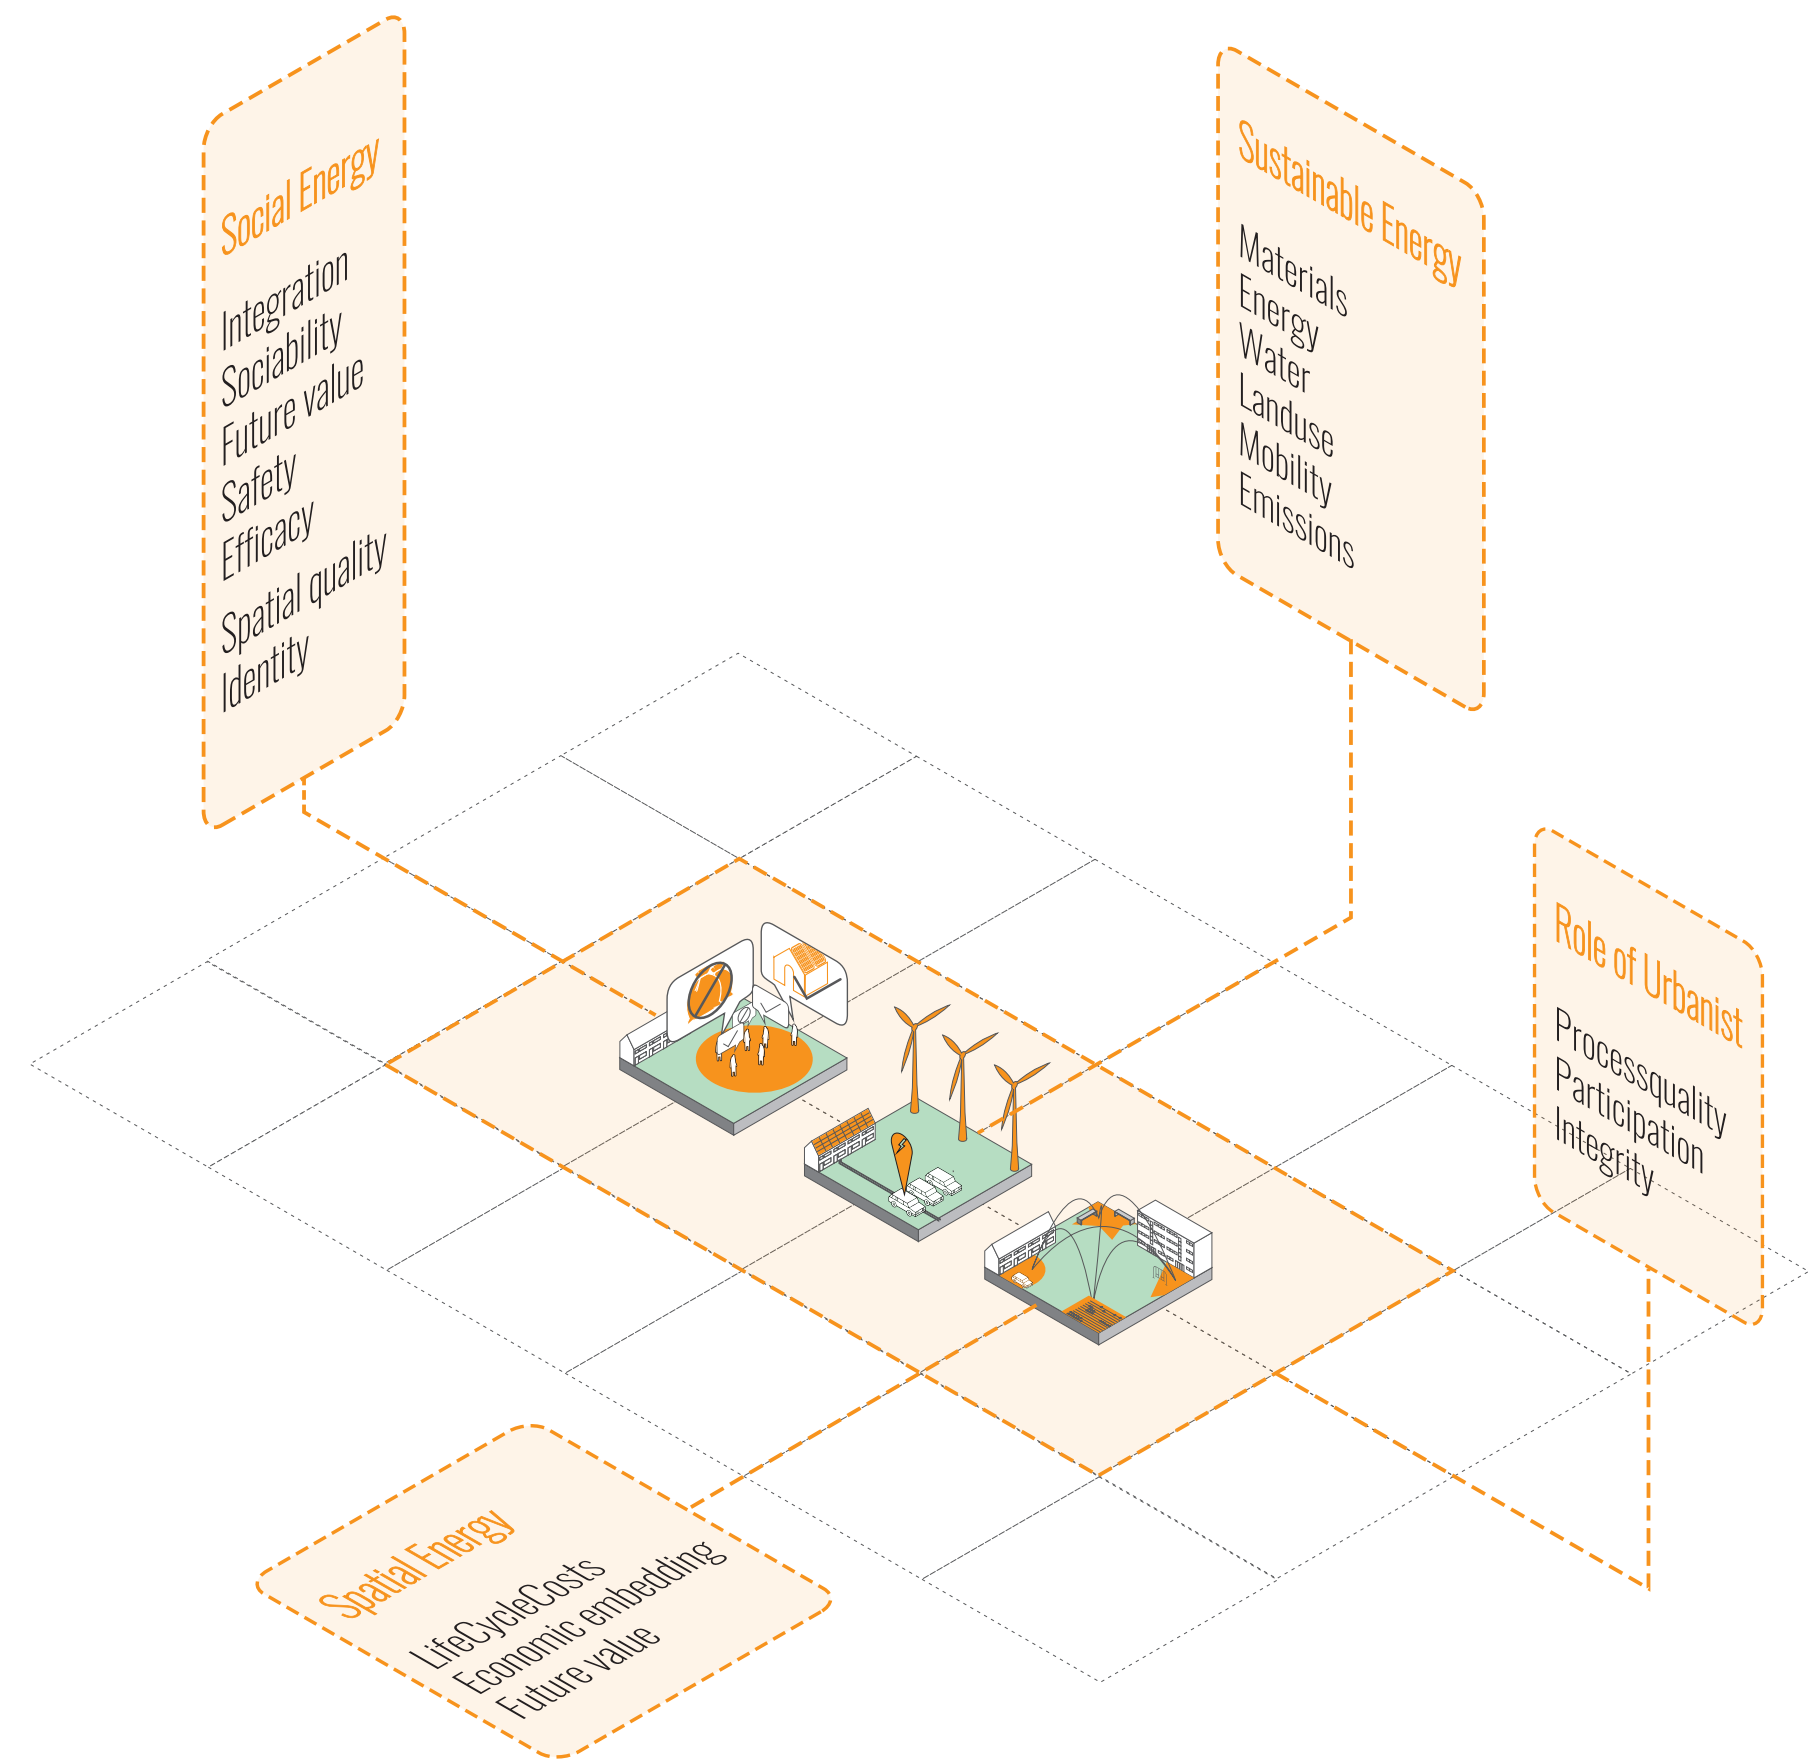 Social Energy
Integration
Sociability
Future value
Safety
Efficacy
Spatial quality
Identity
Sustainable Energy
Materials
Energy
Water
Landuse
Mobility
Emissions
Role of Urbanist
Processquality
Participation
Integrity
Spatial Energy
LifeCycleCosts
Economic embedding
Future value